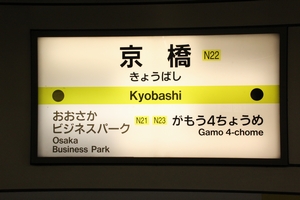 京橋 N22
きょうばし
Kyobashi
おおさか
ビジネスパーク N21 N23 がもう4ちょうめ
Osaka
Business Park
Gamo 4-chome